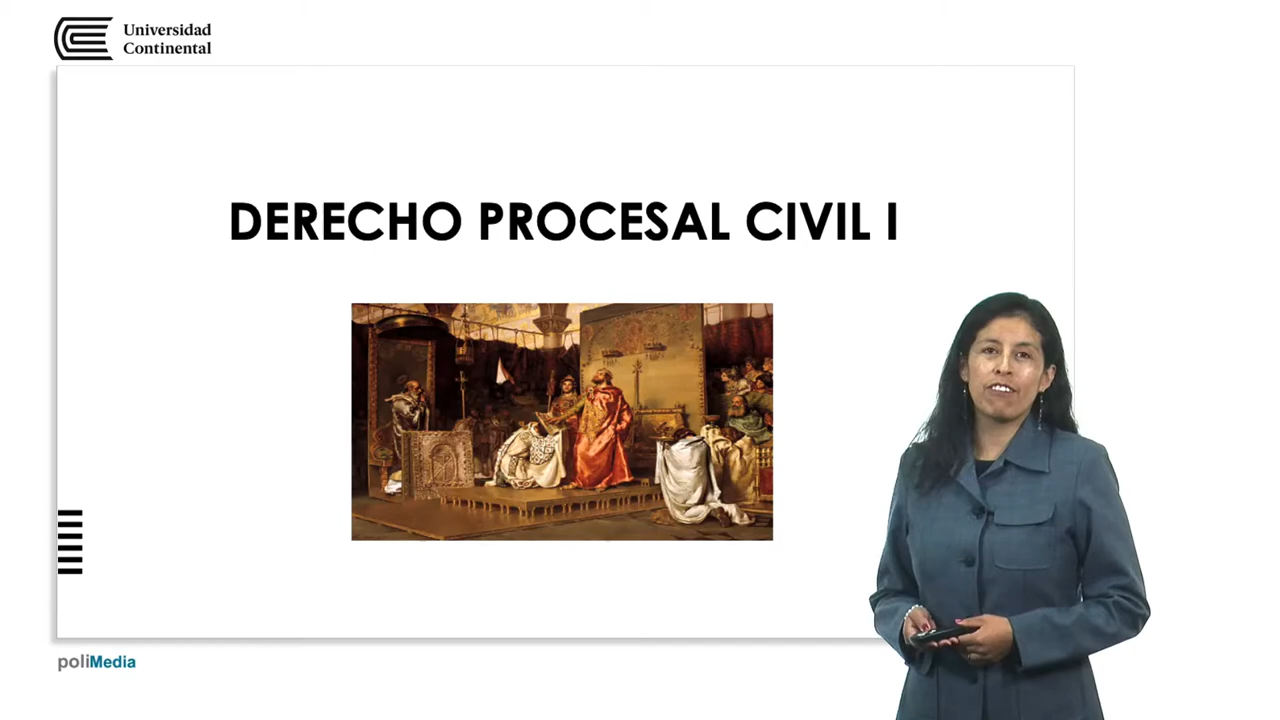 Universidad
Continental
DERECHO PROCESAL CIVIL I
poliMedia